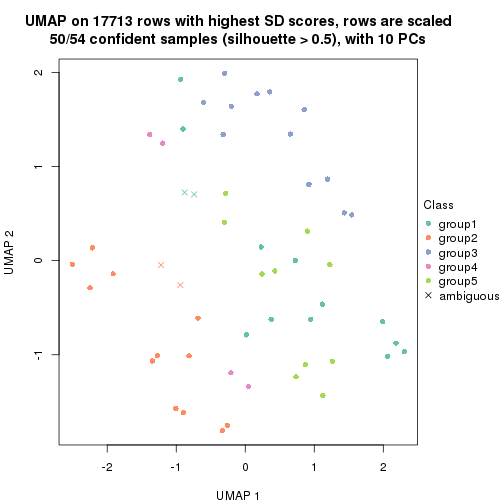 UMAP on 17713 rows with highest SD scores, rows are scaled
50/54 confident samples (silhouette > 0.5), with 10 PCs
2
1
0
-1
UMAP 2
-2
-1
0
1
2
UMAP 1
Class
group1
group2
group3
group4
group5
ambiguous